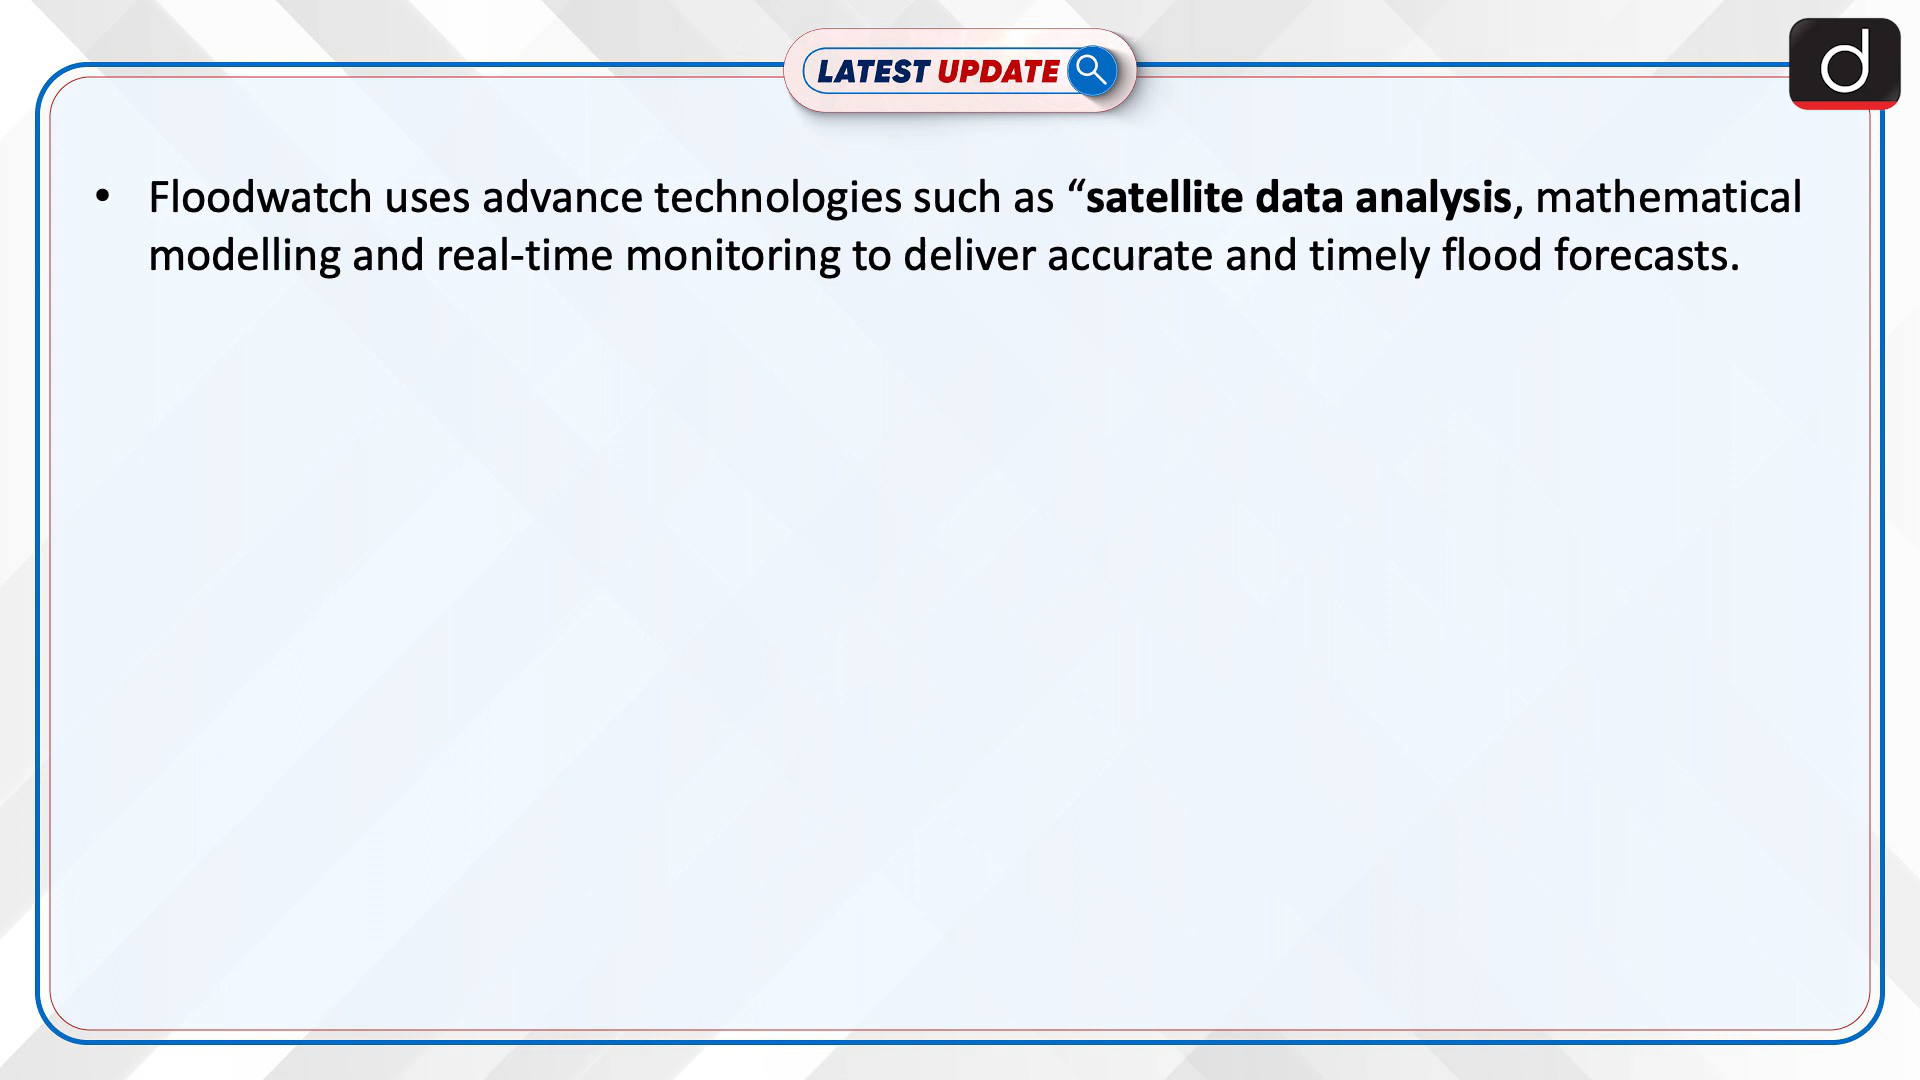 LATEST UPDATE
d
• Floodwatch uses advance technologies such as “satellite data analysis, mathematical
modelling and real-time monitoring to deliver accurate and timely flood forecasts.